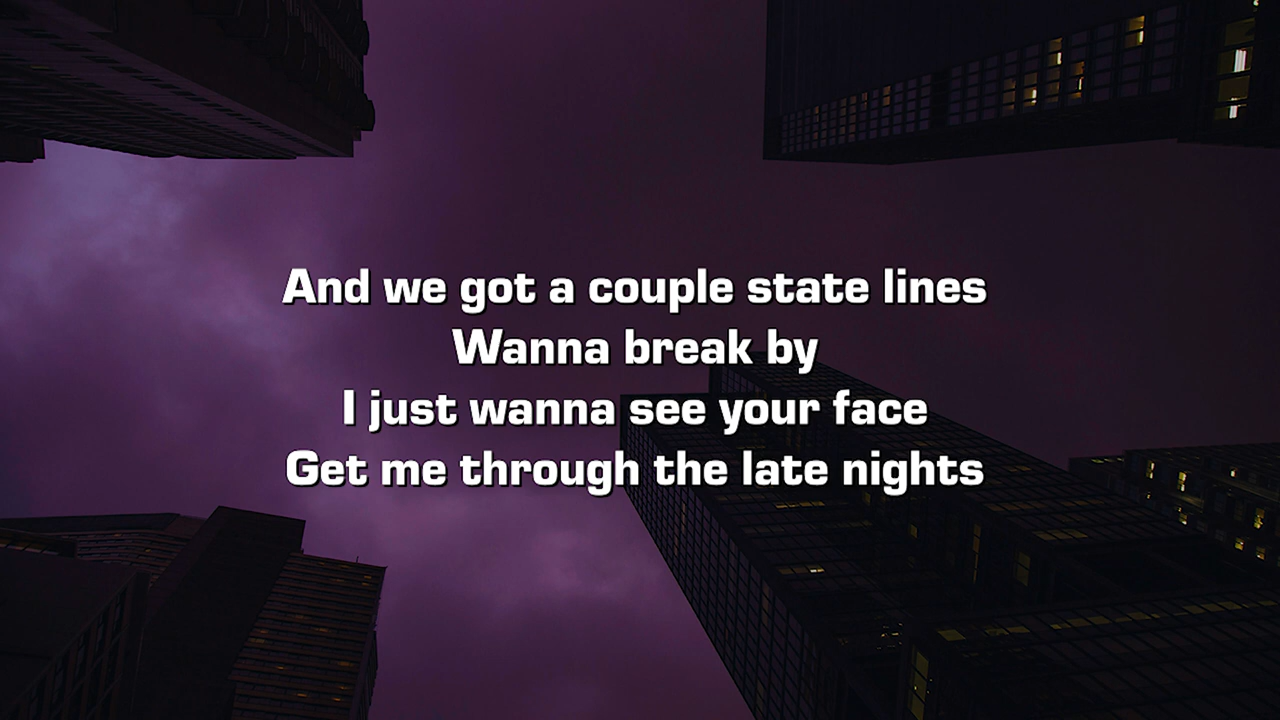 And we got a couple state lines
Wanna break by
I just wanna see your face
Get me through the late nights